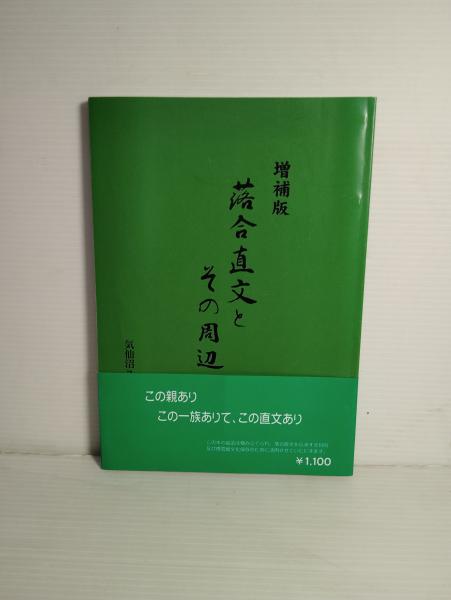 増補版
落合直文と
その周辺
気仙沼
この親あり
この一族ありて、この直文あり
￥1,100